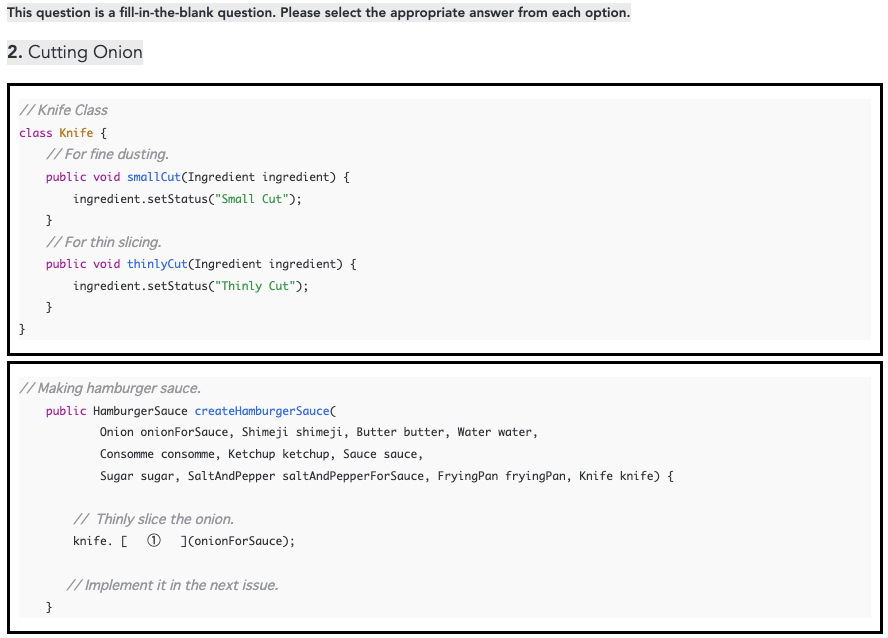 This question is a fill-in-the-blank question. Please select the appropriate answer from each option.
2. Cutting Onion
// Knife Class
class Knife {
// For fine dusting.
public void smallCut(Ingredient ingredient) {
ingredient.setStatus("Small Cut");
}
// For thin slicing.
public void thinlyCut(Ingredient ingredient) {
ingredient.setStatus("Thinly Cut");
}
}
// Making hamburger sauce.
public HamburgerSauce createHamburgerSauce(
Onion onionForSauce, Shimeji shimeji, Butter butter, Water water,
Consomme consomme, Ketchup ketchup, Sauce sauce,
Sugar sugar, SaltAndPepper saltAndPepperForSauce, FryingPan fryingPan, Knife knife) {
// Thinly slice the onion.
knife. [ ① ](onionForSauce);
// Implement it in the next issue.
}